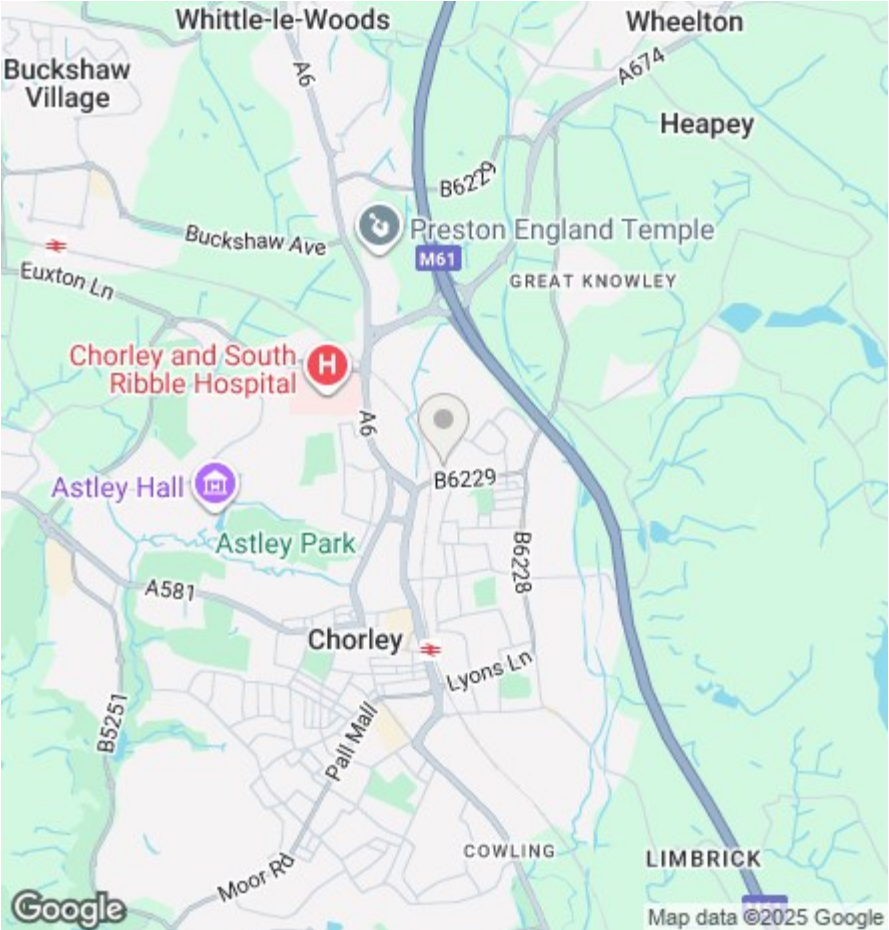 Whittle-le-Woods
Wheelton
A6
A674
Buckshaw
Village
Heapey
B6229
Buckshaw Ave
Preston England Temple
M61
Euxton Ln
GREAT KNOWLEY
Chorley and South
Ribble Hospital
H
A6
B6229
Astley Hall
Astley Park
B6228
A581
Chorley
Lyons Ln
B5251
Pall Mall
COWLING
LIMBRICK
Moor Rd
Google
Map data ©2025 Google